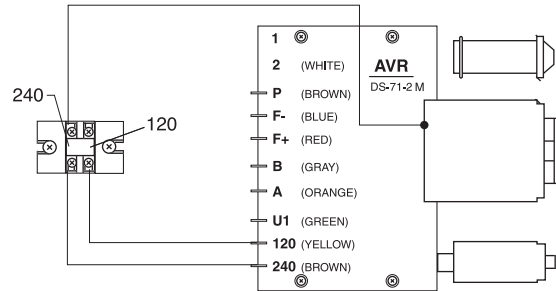 1
2 (WHITE)
AVR
DS-71-2 M
P (BROWN)
F- (BLUE)
F+ (RED)
B (GRAY)
A (ORANGE)
U1 (GREEN)
120 (YELLOW)
240 (BROWN)
240
120